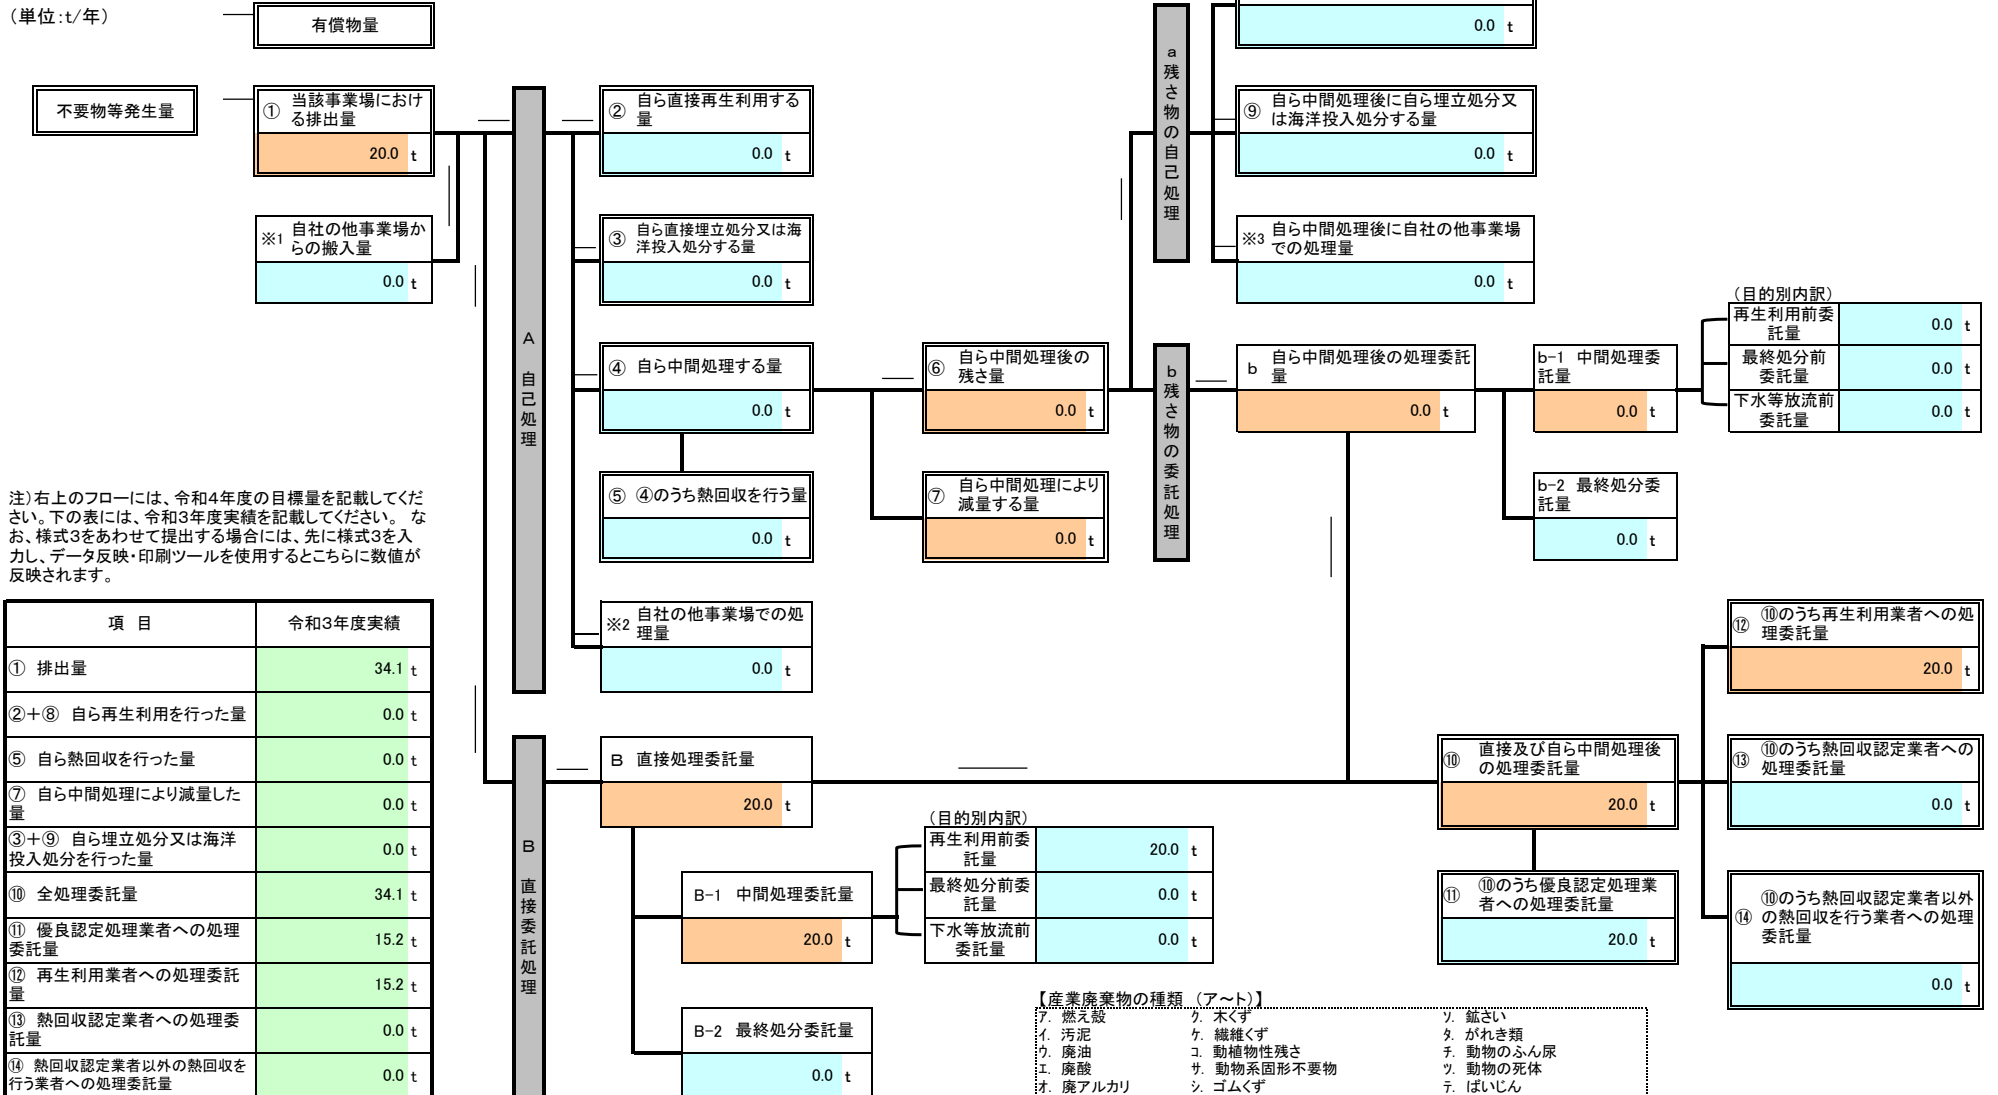 （単位:t/年）
有償物量
0.0 t
不要物等発生量
① 当該事業場におけ
る排出量
20.0 t
② 自ら直接再生利用する
量
0.0 t
a
残さ物の自己処理
⑨ 自ら中間処理後に自ら埋立処分又
は海洋投入処分する量
0.0 t
※1 自社の他事業場か
らの搬入量
0.0 t
③ 自ら直接埋立処分又は海
洋投入処分する量
0.0 t
※3 自ら中間処理後に自社の他事業場
での処理量
0.0 t
（目的別内訳）
再生利用前委
託量
0.0 t
最終処分前
委託量
0.0 t
下水等放流前
委託量
0.0 t
A
自己処理
④ 自ら中間処理する量
0.0 t
⑥ 自ら中間処理後の
残さ量
0.0 t
b
残さ物の委託処理
b 自ら中間処理後の処理委託
量
0.0 t
b-1 中間処理委
託量
0.0 t
⑤ ④のうち熱回収を行う量
0.0 t
⑦ 自ら中間処理により
減量する量
0.0 t
b-2 最終処分委
託量
0.0 t
注）右上のフローには、令和４年度の目標量を記載してくだ
さい。下の表には、令和３年度実績を記載してください。 な
お、様式３をあわせて提出する場合には、先に様式３を入
力し、データ反映・印刷ツールを使用するとこちらに数値が
反映されます。
※2 自社の他事業場での処
理量
0.0 t
項 目 令和３年度実績
① 排出量 34.1 t
②＋⑧ 自ら再生利用を行った量 0.0 t
⑤ 自ら熱回収を行った量 0.0 t
⑦ 自ら中間処理により減量した
量 0.0 t
③＋⑨ 自ら埋立処分又は海洋
投入処分を行った量 0.0 t
⑩ 全処理委託量 34.1 t
⑪ 優良認定処理業者への処理
委託量 15.2 t
⑫ 再生利用業者への処理委託
量 15.2 t
⑬ 熱回収認定業者への処理委
託量 0.0 t
⑭ 熱回収認定業者以外の熱回収を
行う業者への処理委託量 0.0 t
B
直接委託処理
B 直接処理委託量
20.0 t
B-1 中間処理委託量
20.0 t
B-2 最終処分委託量
0.0 t
（目的別内訳）
再生利用前委
託量
20.0 t
最終処分前委
託量
0.0 t
下水等放流前
委託量
0.0 t
⑩ 直接及び自ら中間処理後
の処理委託量
20.0 t
⑪ ⑩のうち優良認定処理業
者への処理委託量
20.0 t
⑫ ⑩のうち再生利用業者への処
理委託量
20.0 t
⑬ ⑩のうち熱回収認定業者への
処理委託量
0.0 t
⑭ ⑩のうち熱回収認定業者以外
の熱回収を行う業者への処理
委託量
0.0 t
【産業廃棄物の種類 （ア～ト）】
ｱ. 燃え殻 ｸ. 木くず ｿ. 鉱さい
ｲ. 汚泥 ｹ. 繊維くず ﾀ. がれき類
ｳ. 廃油 ｺ. 動植物性残さ ﾁ. 動物のふん尿
ｴ. 廃酸 ｻ. 動物系固形不要物 ﾂ. 動物の死体
ｵ. 廃アルカリ ｼ. ゴムくず ﾃ. ばいじん